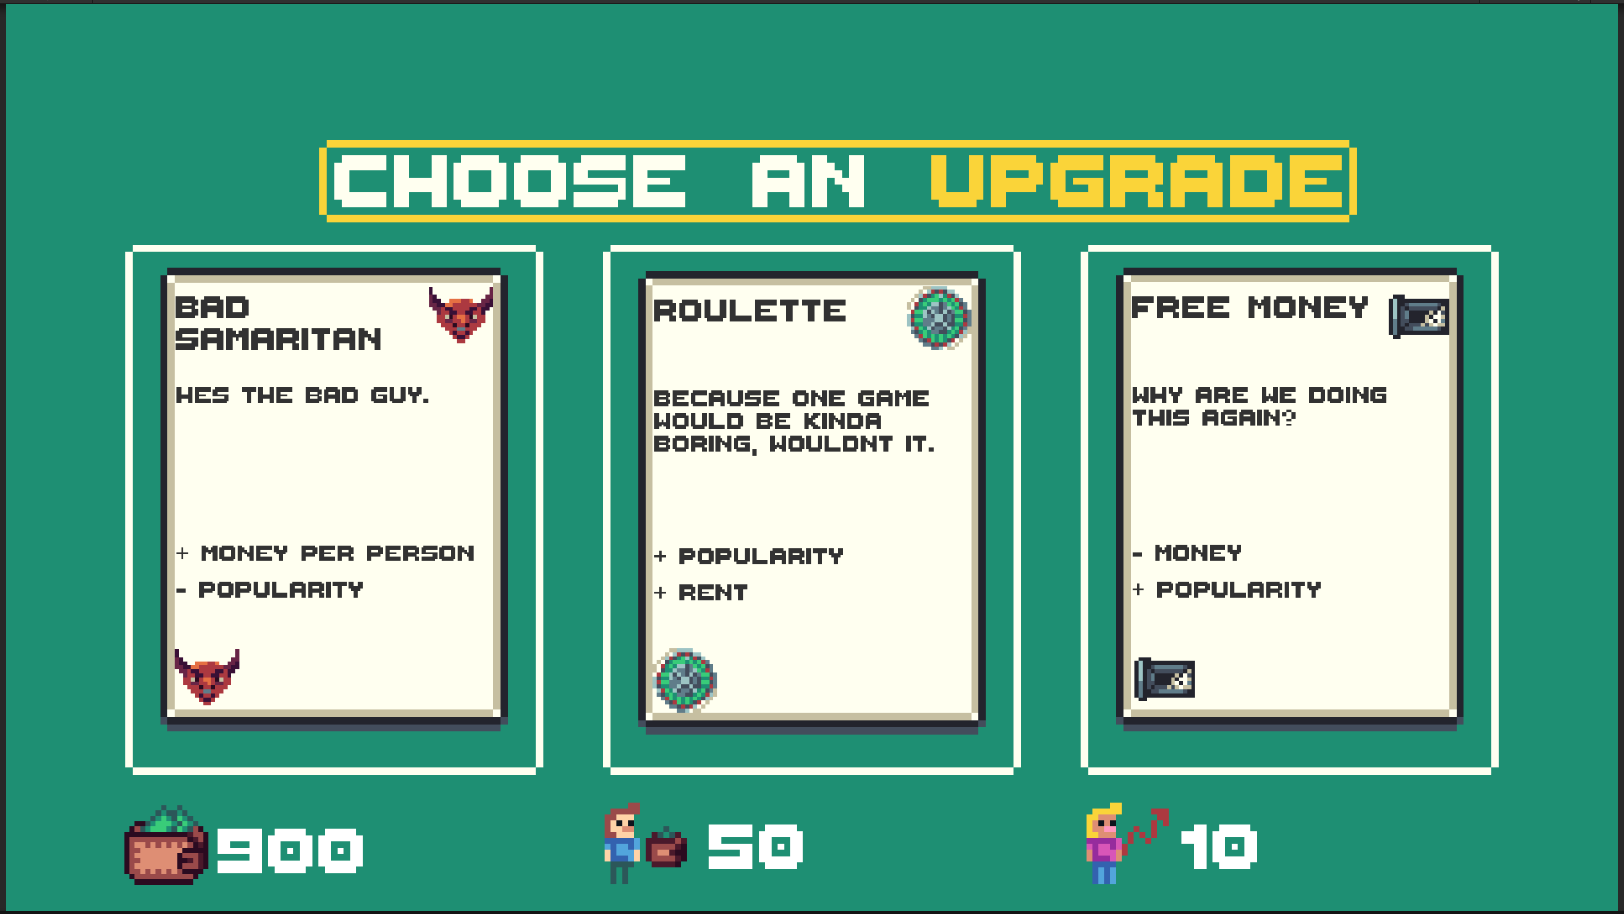 CHOOSE AN UPGRADE
BAD
SAMARITAN
HES THE BAD GUY.
+ MONEY PER PERSON
- POPULARITY
ROULETTE
BECAUSE ONE GAME
WOULD BE KINDA
BORING, WOULDNT IT.
+ POPULARITY
+ RENT
FREE MONEY
WHY ARE WE DOING
THIS AGAIN?
- MONEY
+ POPULARITY
900
50
10